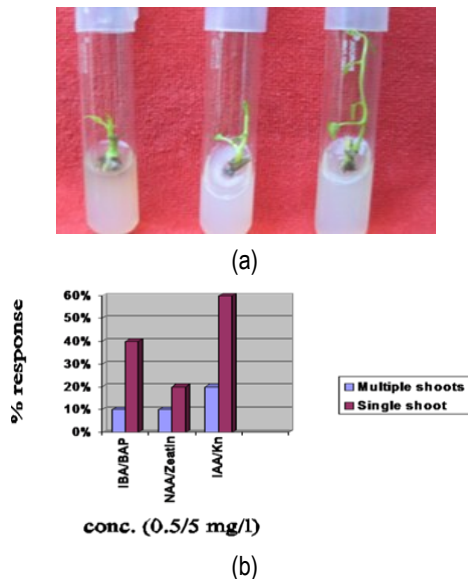 (a)
60%
50%
40%
30%
20%
10%
0%
% response
IBA/BAP
NAA/Zeatin
IAA/Kn
conc. (0.5/5 mg/l)
Multiple shoots
Single shoot
(b)